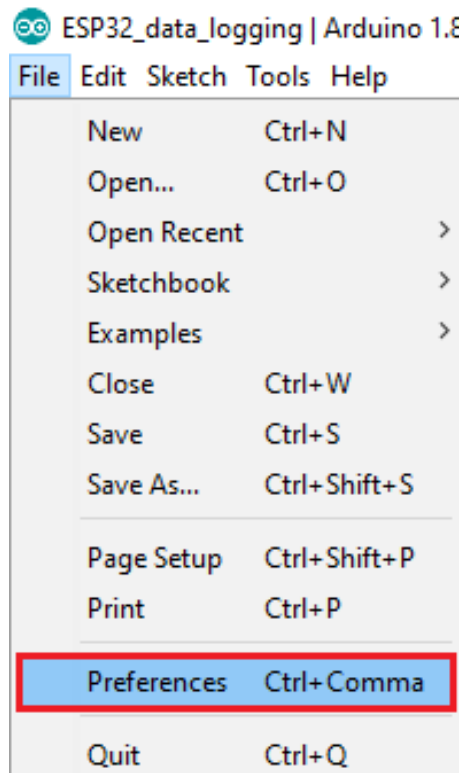 ESP32_data_logging | Arduino 1.8
File Edit Sketch Tools Help
New Ctrl+N
Open... Ctrl+O
Open Recent
Sketchbook
Examples
Close Ctrl+W
Save Ctrl+S
Save As... Ctrl+Shift+S
Page Setup Ctrl+Shift+P
Print Ctrl+P
Preferences Ctrl+Comma
Quit Ctrl+Q